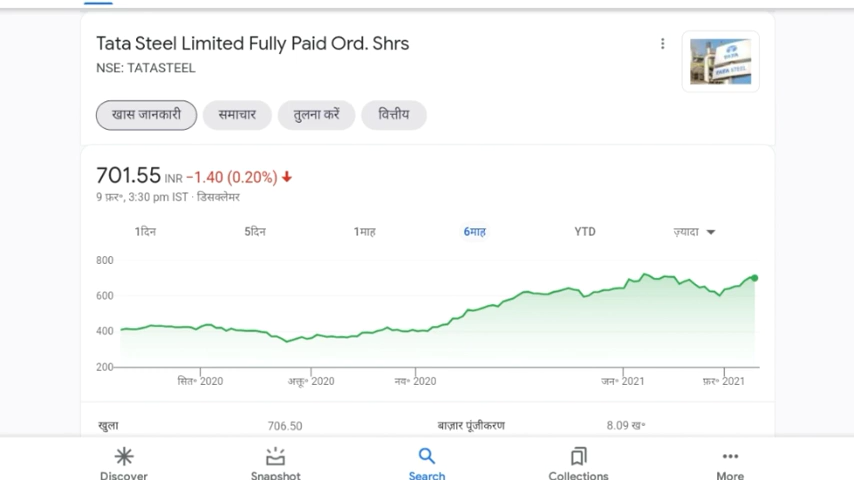 Tata Steel Limited Fully Paid Ord. Shrs
NSE: TATASTEEL
खास जानकारी समाचार तुलना करें वित्तीय
701.55 INR −1.40 (0.20%)
9 फ़र॰, 3:30 pm IST · डिसक्लेमर
1दिन 5दिन 1माह 6माह YTD ज़्यादा
800
600
400
200
सित॰ 2020 अक्तू॰ 2020 नव॰ 2020 जन॰ 2021 फ़र॰ 2021
खुला 706.50 बाज़ार पूंजीकरण 8.09 ख॰
Discover Snapshot Search Collections More